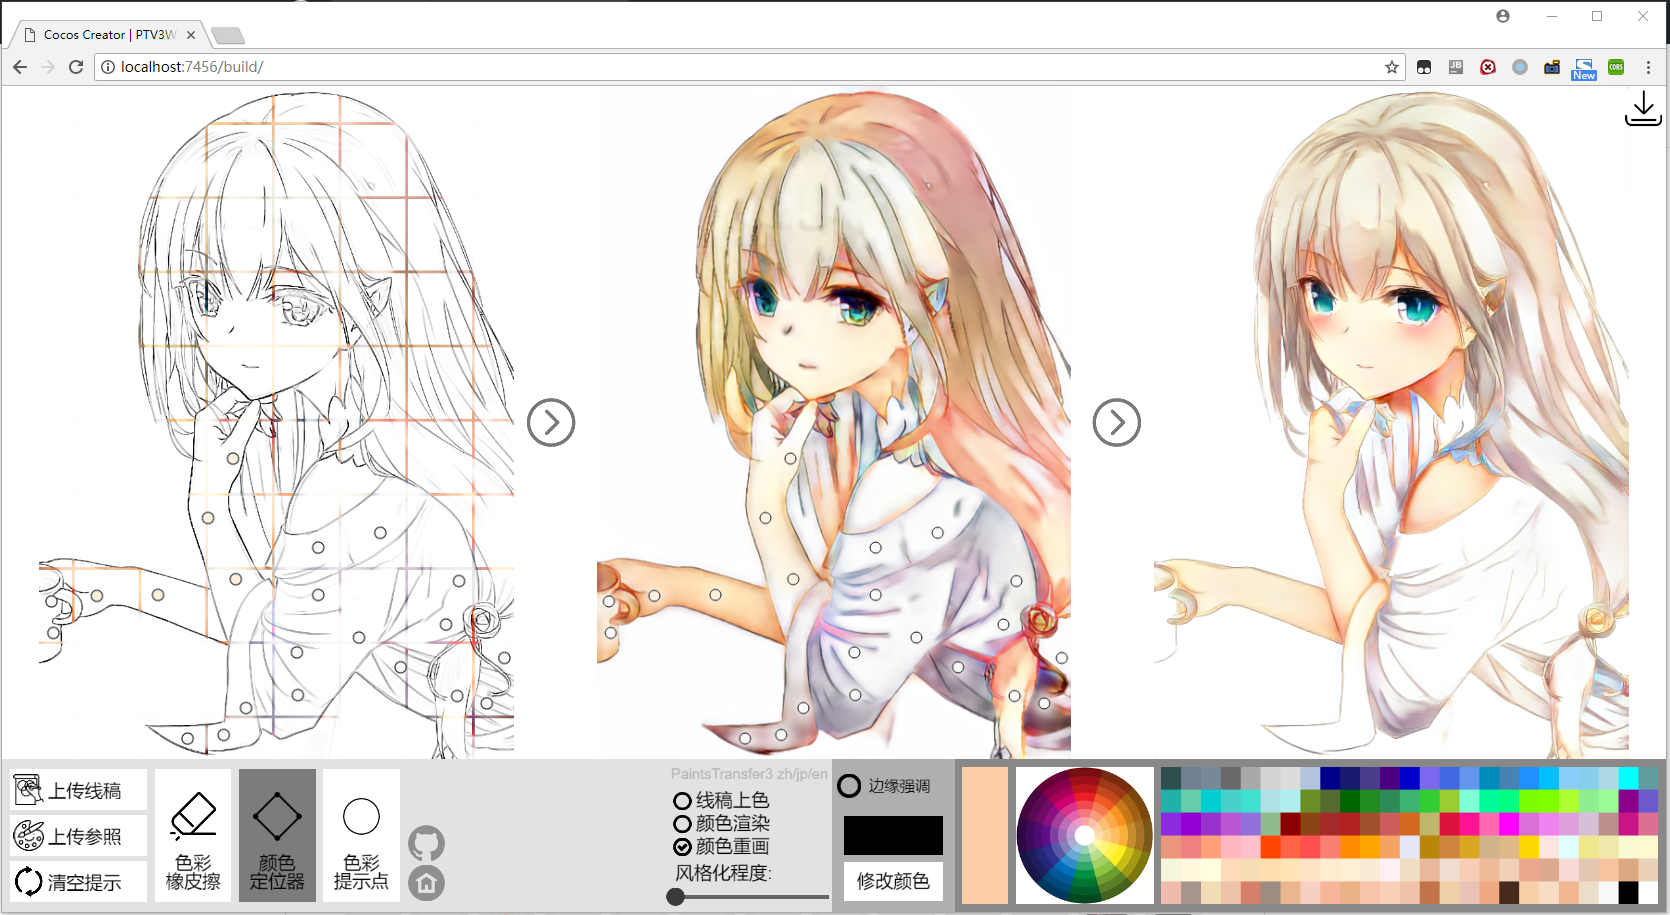 Cocos Creator | PTV3W
localhost:7456/build/
JB
New
CORS
上传线稿
上传参照
清空提示
色彩
橡皮擦
颜色
定位器
色彩
提示点
PaintsTransfer3 zh/jp/en
线稿上色
颜色渲染
颜色重画
风格化程度:
边缘强调
修改颜色